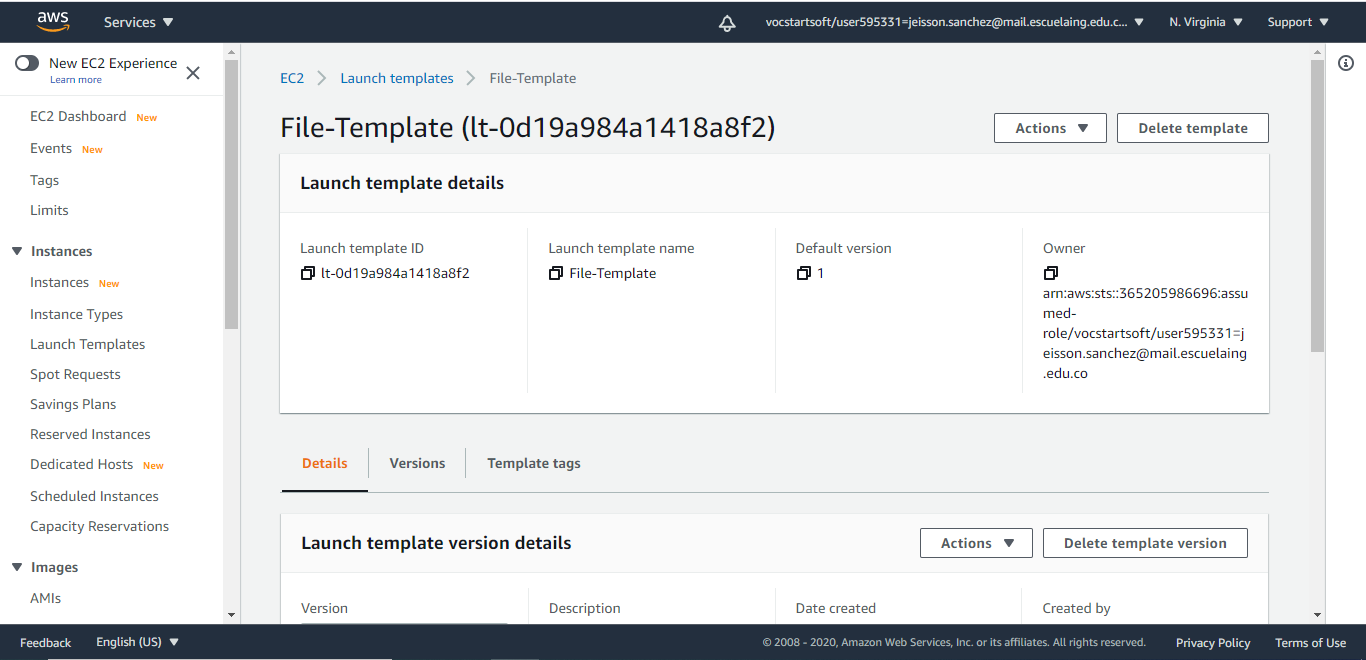 aws
Services
vocstartsoft/user595331=jeisson.sanchez@mail.escuelaing.edu.c...
N. Virginia
Support
New EC2 Experience
Learn more
EC2 Dashboard New
Events New
Tags
Limits
Instances
Instances New
Instance Types
Launch Templates
Spot Requests
Savings Plans
Reserved Instances
Dedicated Hosts New
Scheduled Instances
Capacity Reservations
Images
AMIs
EC2 > Launch templates > File-Template
File-Template (lt-0d19a984a1418a8f2)
Actions
Delete template
Launch template details
Launch template ID
lt-0d19a984a1418a8f2
Launch template name
File-Template
Default version
1
Owner
arn:aws:sts::365205986696:assu
med-
role/vocstartsoft/user595331=j
eisson.sanchez@mail.escuelaing
.edu.co
Details
Versions
Template tags
Launch template version details
Actions
Delete template version
Version
Description
Date created
Created by
Feedback
English (US)
© 2008 - 2020, Amazon Web Services, Inc. or its affiliates. All rights reserved.
Privacy Policy
Terms of Use